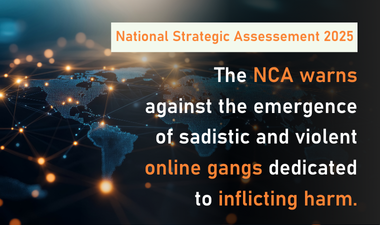 National Strategic Assessment 2025
The NCA warns
against the emergence
of sadistic and violent
online gangs dedicated
to inflicting harm.